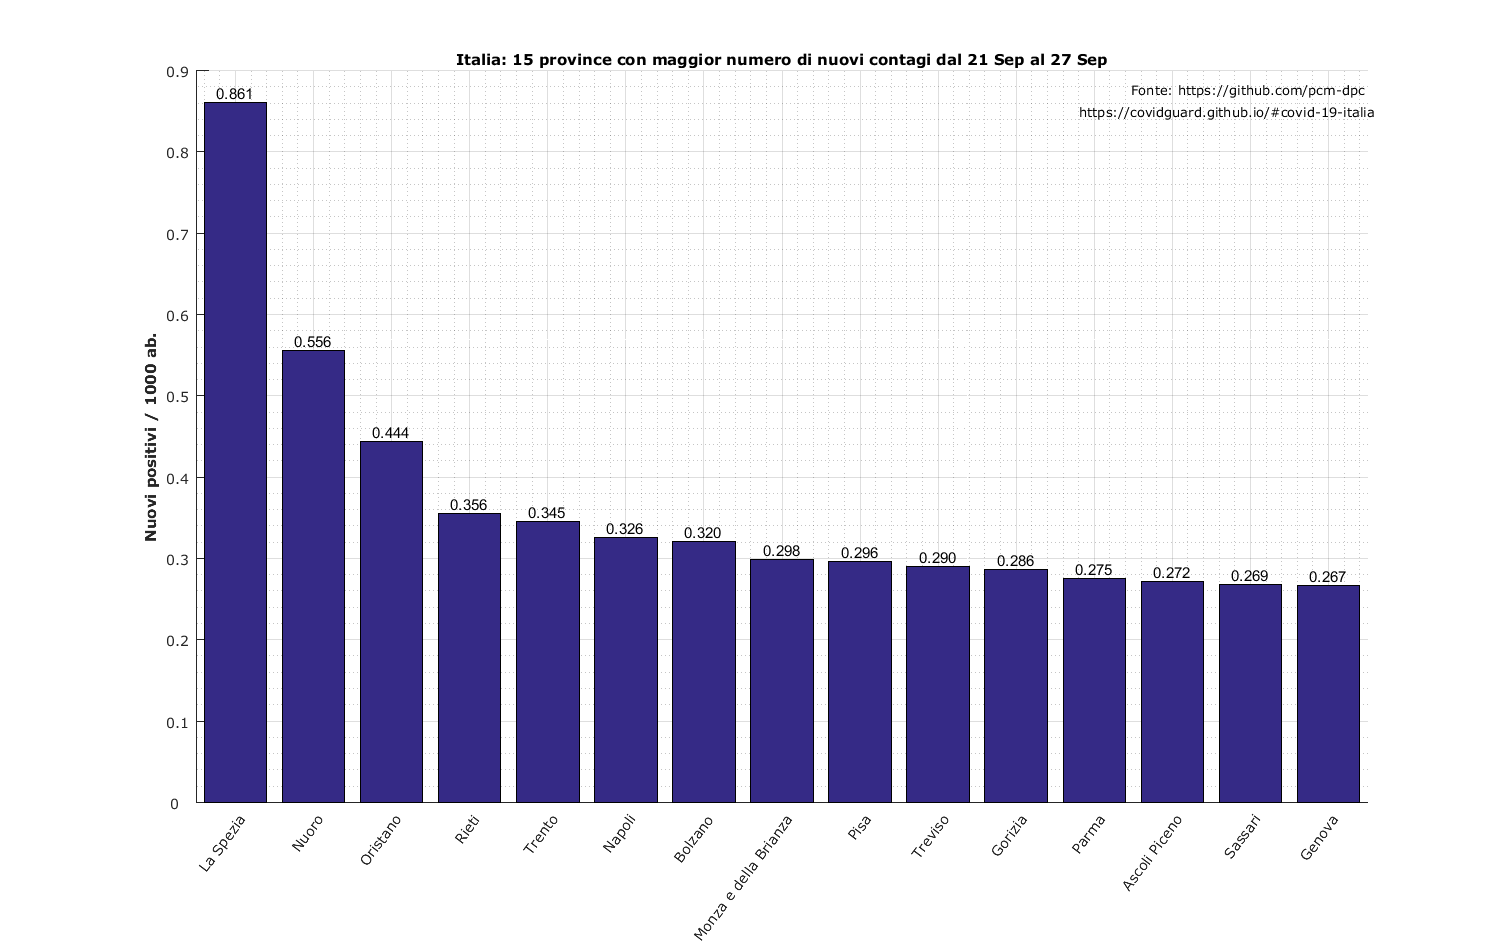 Italia: 15 province con maggior numero di nuovi contagi dal 21 Sep al 27 Sep
Fonte: https://github.com/pcm-dpc
https://covidguard.github.io/#covid-19-italia
Nuovi positivi / 1000 ab.
0.9
0.8
0.7
0.6
0.5
0.4
0.3
0.2
0.1
0
0.861
0.556
0.444
0.356
0.345
0.326
0.320
0.298
0.296
0.290
0.286
0.275
0.272
0.269
0.267
La Spezia
Nuoro
Oristano
Rieti
Trento
Napoli
Bolzano
Monza e della Brianza
Pisa
Treviso
Gorizia
Parma
Ascoli Piceno
Sassari
Genova